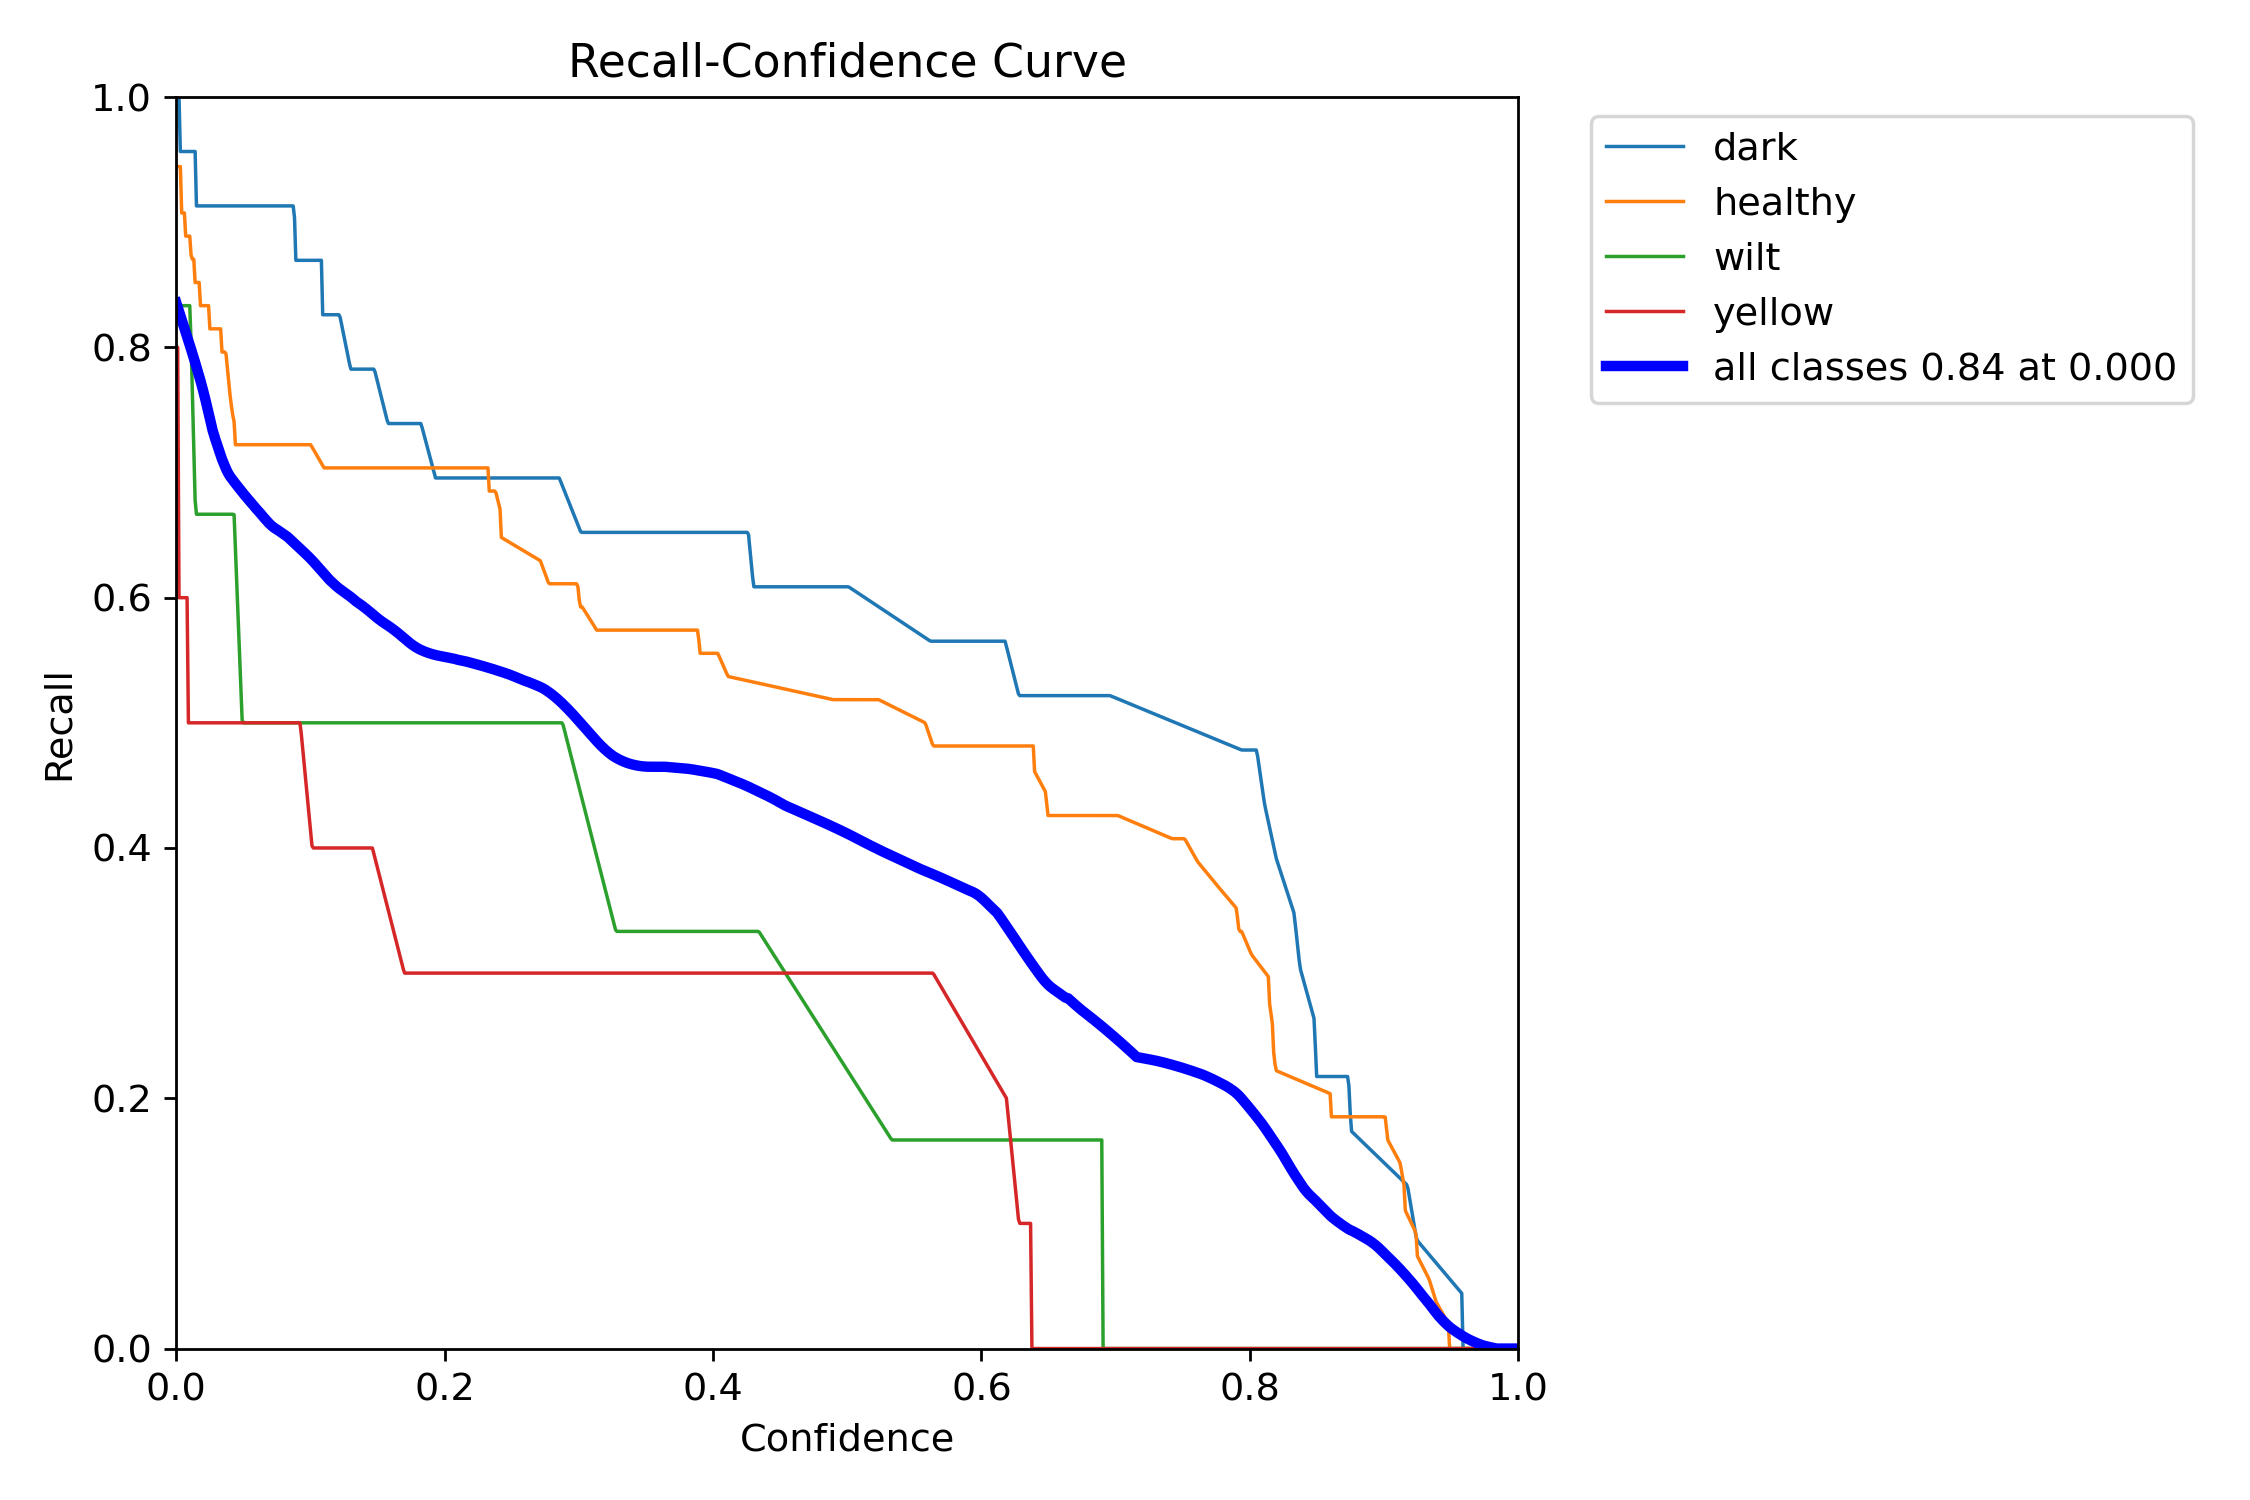 Recall-Confidence Curve
1.0
0.8
0.6
0.4
0.2
0.0
Recall
0.0 0.2 0.4 0.6 0.8 1.0
Confidence
dark
healthy
wilt
yellow
all classes 0.84 at 0.000